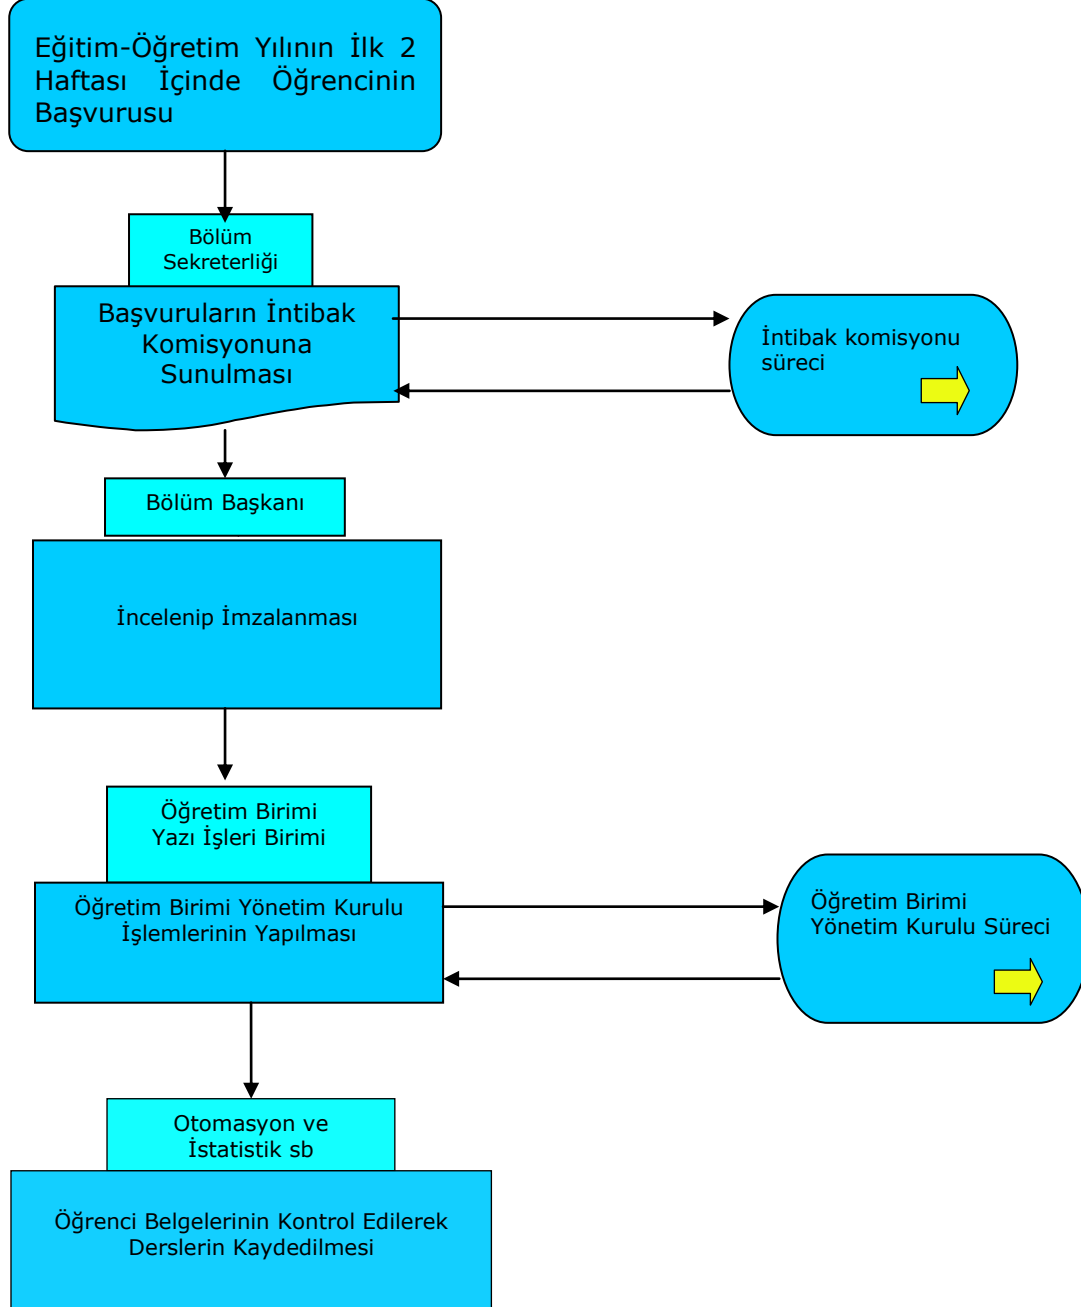 Eğitim-Öğretim Yılının İlk 2
Haftası İçinde Öğrencinin
Başvurusu
Bölüm
Sekreterliği
Başvuruların İntibak
Komisyonuna
Sunulması
İntibak komisyonu
süreci
Bölüm Başkanı
İncelenip İmzalanması
Öğretim Birimi
Yazı İşleri Birimi
Öğretim Birimi Yönetim Kurulu
İşlemlerinin Yapılması
Öğretim Birimi
Yönetim Kurulu Süreci
Otomasyon ve
İstatistik sb
Öğrenci Belgelerinin Kontrol Edilerek
Derslerin Kaydedilmesi